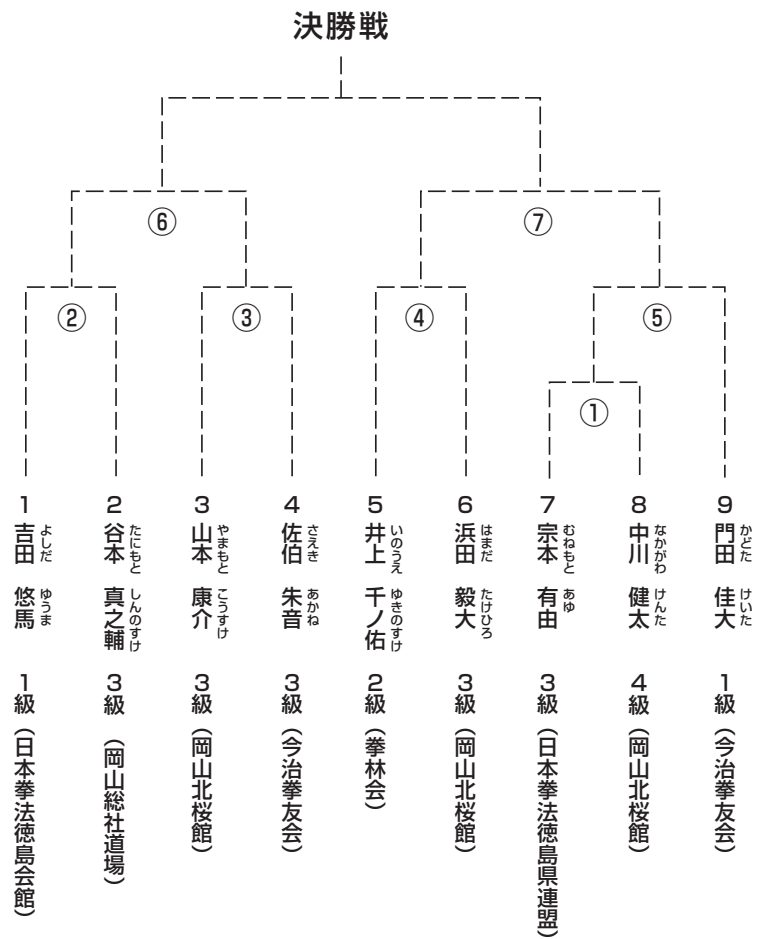 決勝戦
⑥
⑦
②
③
④
⑤
①
1 吉田 悠馬 よしだ ゆうま 1級 (日本拳法徳島会館)
2 谷本 真之輔 たにもと しんのすけ 3級 (岡山総社道場)
3 山本 康介 やまもと こうすけ 3級 (岡山北桜館)
4 佐伯 朱音 さえき あかね 3級 (今治拳友会)
5 井上 千ノ佑 いのうえ ゆきのすけ 2級 (拳林会)
6 浜田 毅大 はまだ たけひろ 3級 (岡山北桜館)
7 宗本 有由 むねもと あゆ 3級 (日本拳法徳島県連盟)
8 中川 健太 なかがわ けんた 4級 (岡山北桜館)
9 門田 佳大 かどた けいた 1級 (今治拳友会)